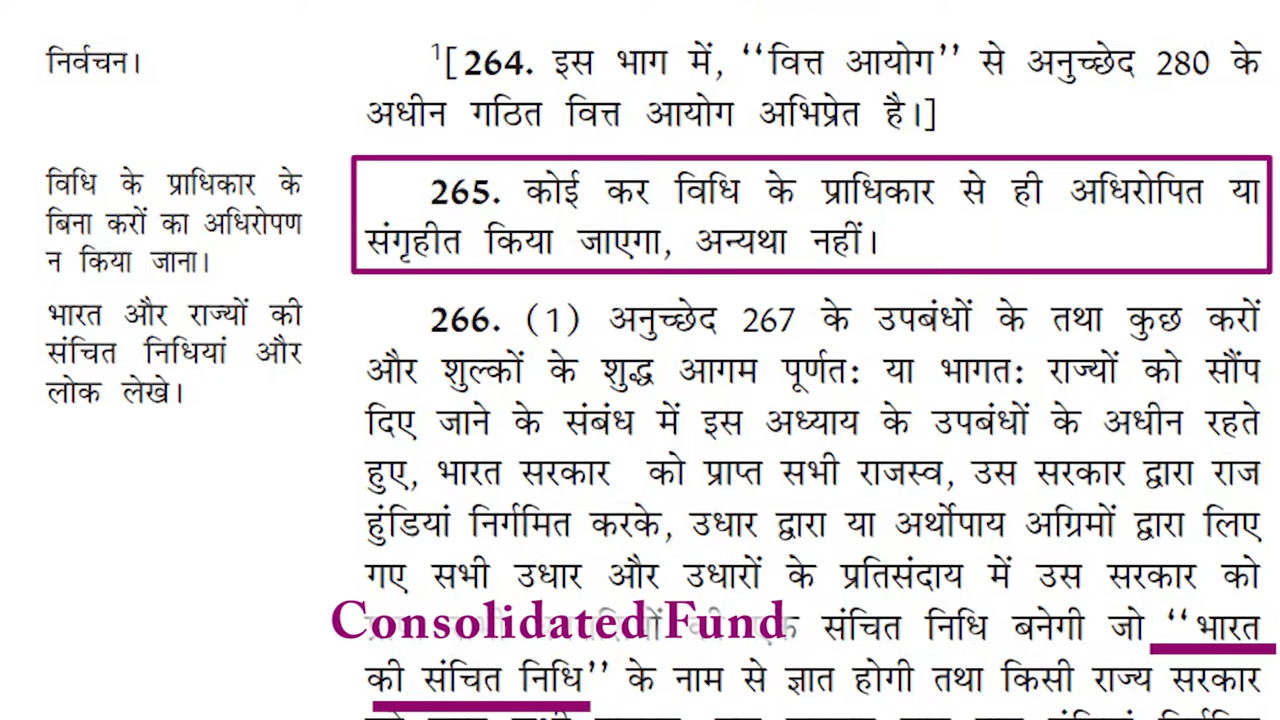 निर्वचन।
¹[264. इस भाग में, “वित्त आयोग” से अनुच्छेद 280 के
अधीन गठित वित्त आयोग अभिप्रेत है।]
विधि के प्राधिकार के
बिना करों का अधिरोपण
न किया जाना।
265. कोई कर विधि के प्राधिकार से ही अधिरोपित या
संगृहीत किया जाएगा, अन्यथा नहीं।
भारत और राज्यों की
संचित निधियां और
लोक लेखे।
266. (1) अनुच्छेद 267 के उपबंधों के तथा कुछ करों
और शुल्कों के शुद्ध आगम पूर्णत: या भागत: राज्यों को सौंप
दिए जाने के संबंध में इस अध्याय के उपबंधों के अधीन रहते
हुए, भारत सरकार को प्राप्त सभी राजस्व, उस सरकार द्वारा राज
हुंडियां निर्गमित करके, उधार द्वारा या अर्थोपाय अग्रिमों द्वारा लिए
गए सभी उधार और उधारों के प्रतिसंदाय में उस सरकार को
Consolidated Fund
संचित निधि बनेगी जो “भारत
की संचित निधि” के नाम से ज्ञात होगी तथा किसी राज्य सरकार